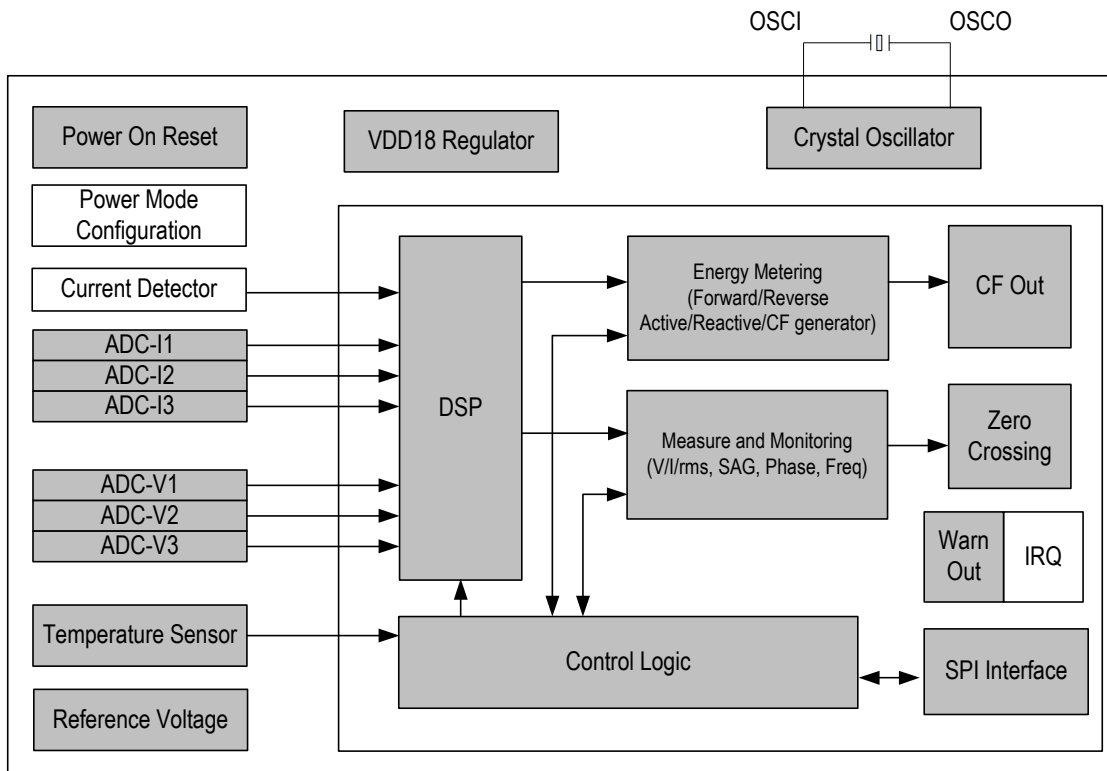 OSCI
OSCO
Power On Reset
VDD18 Regulator
Crystal Oscillator
Power Mode
Configuration
Current Detector
ADC-I1
ADC-I2
ADC-I3
ADC-V1
ADC-V2
ADC-V3
Temperature Sensor
Reference Voltage
DSP
Energy Metering
(Forward/Reverse
Active/Reactive/CF generator)
CF Out
Measure and Monitoring
(V/I/rms, SAG, Phase, Freq)
Zero
Crossing
Warn
Out
IRQ
Control Logic
SPI Interface